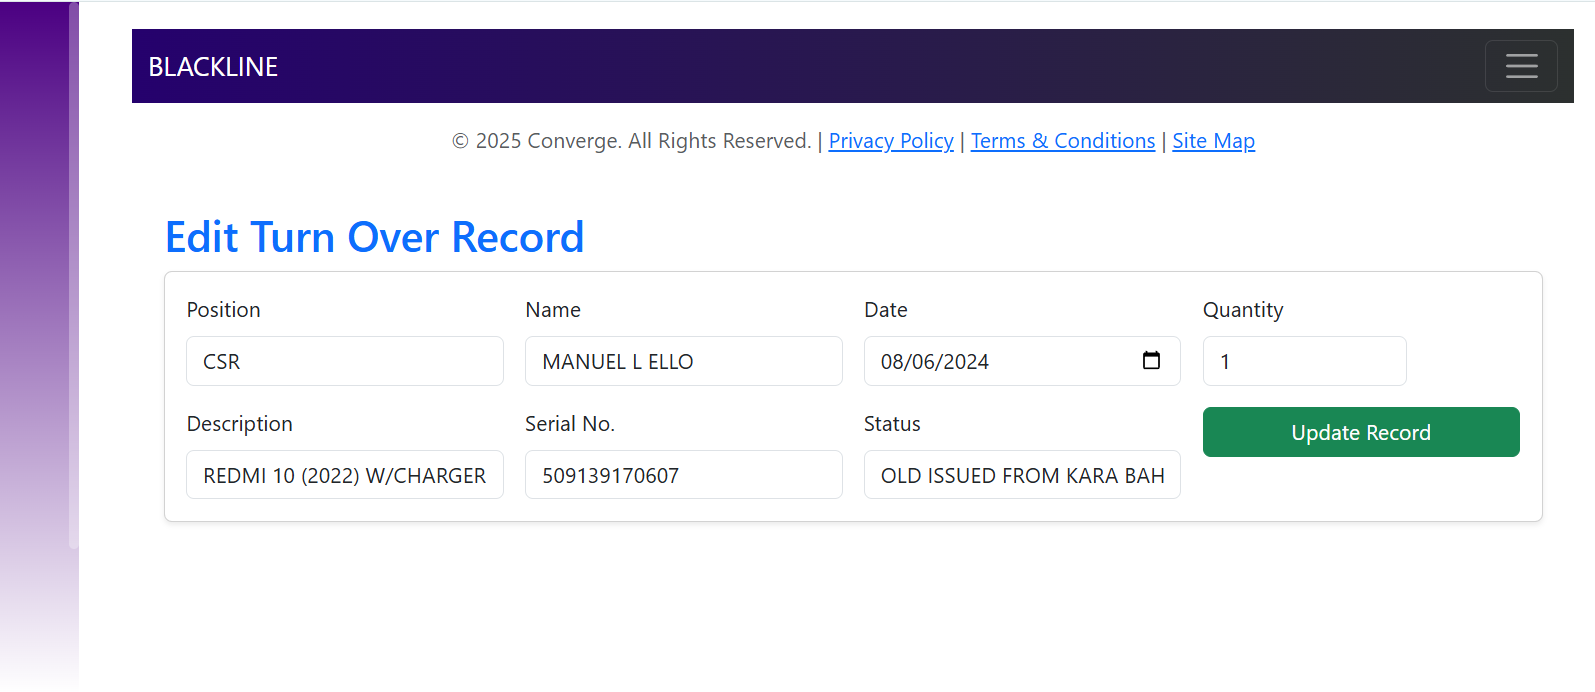 BLACKLINE
© 2025 Converge. All Rights Reserved. | Privacy Policy | Terms & Conditions | Site Map
Edit Turn Over Record
Position Name Date Quantity
CSR MANUEL L ELLO 08/06/2024 1
Description Serial No. Status
Update Record
REDMI 10 (2022) W/CHARGER 509139170607 OLD ISSUED FROM KARA BAH